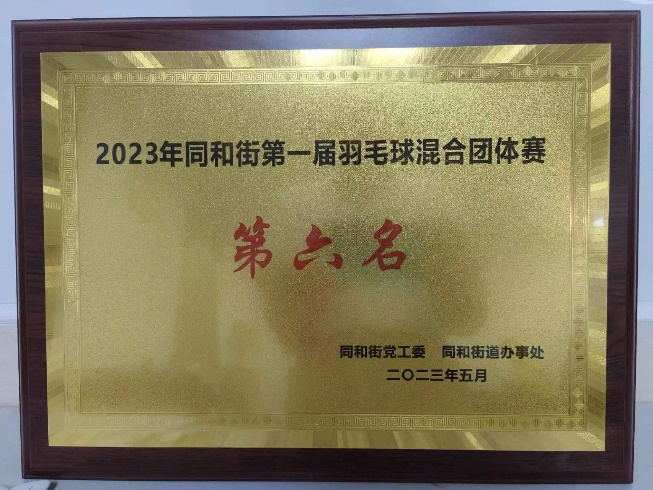 2023年同和街第一届羽毛球混合团体赛
第六名
同和街党工委 同和街道办事处
二〇二三年五月